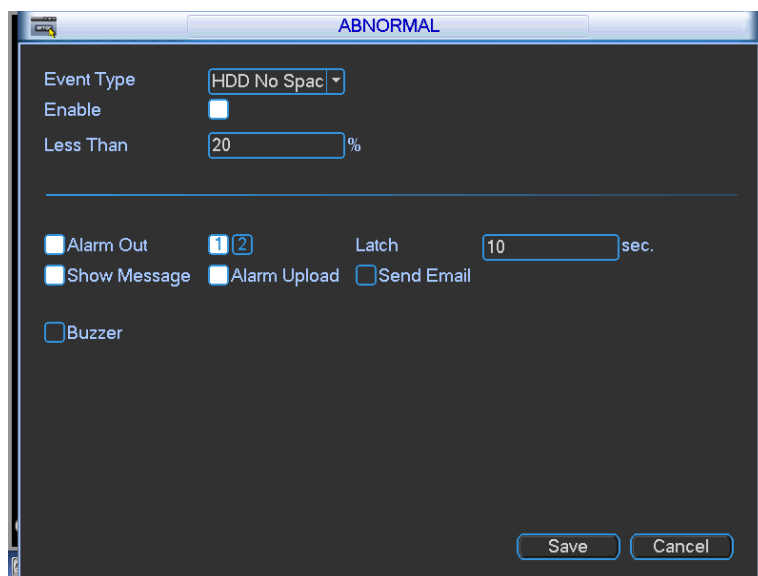 ABNORMAL
Event Type HDD No Spac
Enable
Less Than 20 %
Alarm Out 1 2 Latch 10 sec.
Show Message Alarm Upload Send Email
Buzzer
Save Cancel